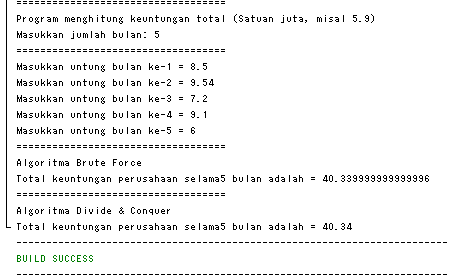 ===================================
Program menghitung keuntungan total (Satuan juta, misal 5.9)
Masukkan jumlah bulan: 5
===================================
Masukkan untung bulan ke-1 = 8.5
Masukkan untung bulan ke-2 = 9.54
Masukkan untung bulan ke-3 = 7.2
Masukkan untung bulan ke-4 = 9.1
Masukkan untung bulan ke-5 = 6
===================================
Algoritma Brute Force
Total keuntungan perusahaan selama5 bulan adalah = 40.339999999999996
===================================
Algoritma Divide & Conquer
Total keuntungan perusahaan selama5 bulan adalah = 40.34
------------------------------------------------------------------------
BUILD SUCCESS
------------------------------------------------------------------------